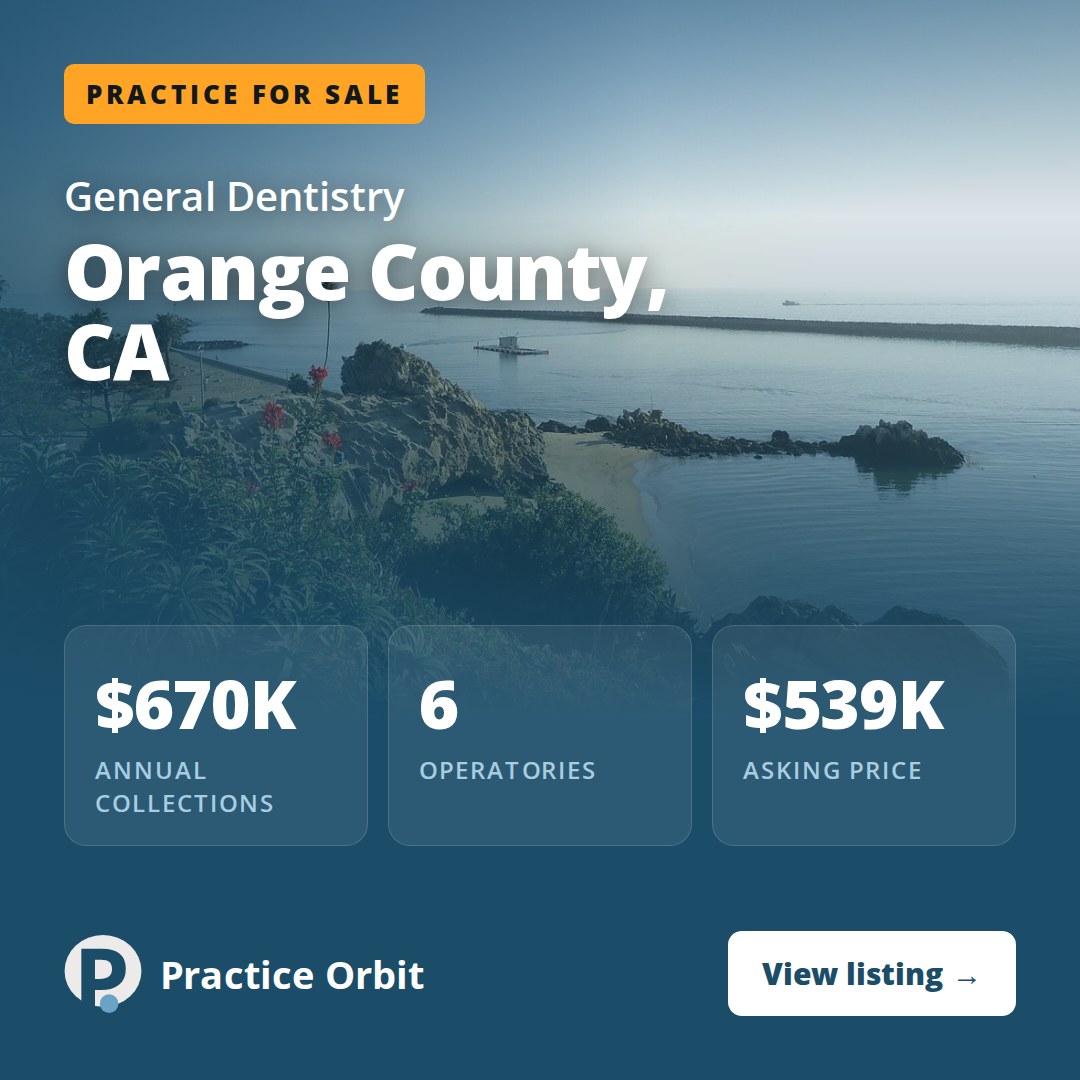 PRACTICE FOR SALE
General Dentistry
Orange County,
CA
$670K
ANNUAL
COLLECTIONS
6
OPERATORIES
$539K
ASKING PRICE
P
Practice Orbit
View listing →